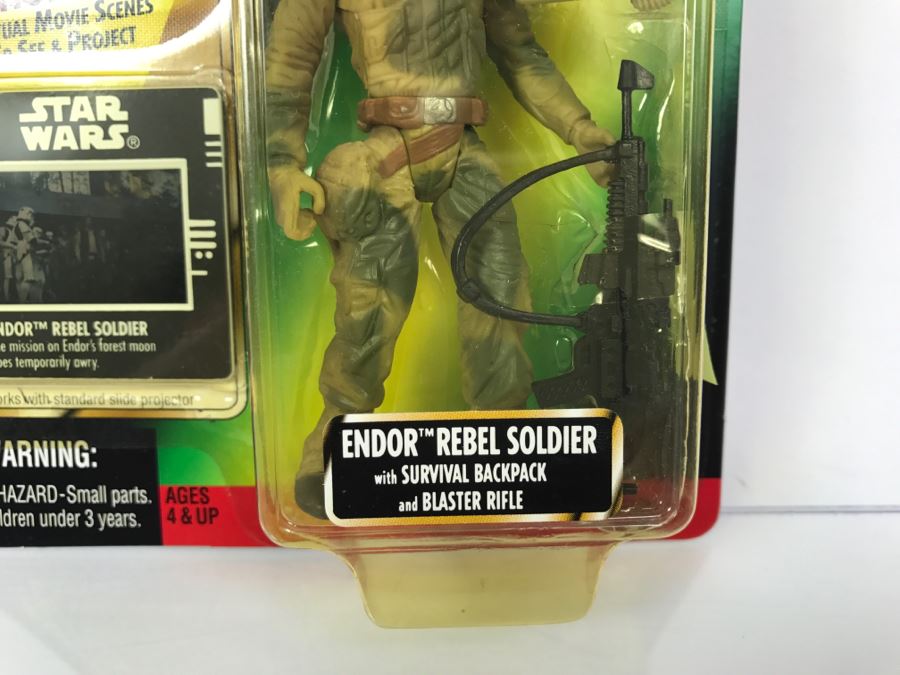 MOVIE SCENES
SEE & PROJECT
STAR
WARS®
NDOR™ REBEL SOLDIER
e mission on Endor's forest moon
oes temporarily awry.
orks with standard slide projector
ARNING:
HAZARD-Small parts.
ldren under 3 years.
AGES
4 & UP
ENDOR™ REBEL SOLDIER
with SURVIVAL BACKPACK
and BLASTER RIFLE